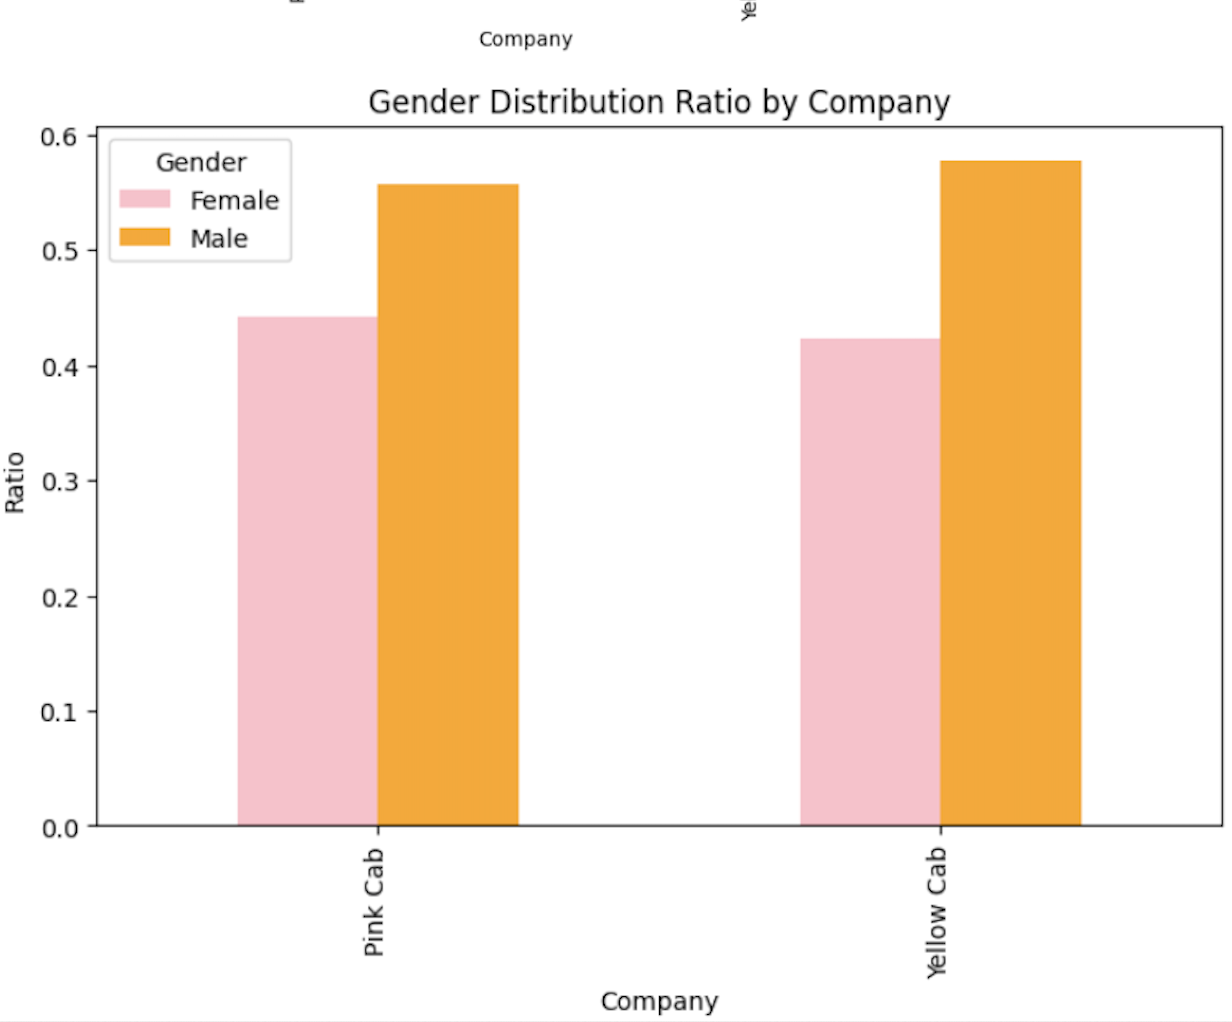 Company
Gender Distribution Ratio by Company
Gender
Female
Male
Ratio
0.6
0.5
0.4
0.3
0.2
0.1
0.0
Pink Cab
Yellow Cab
Company